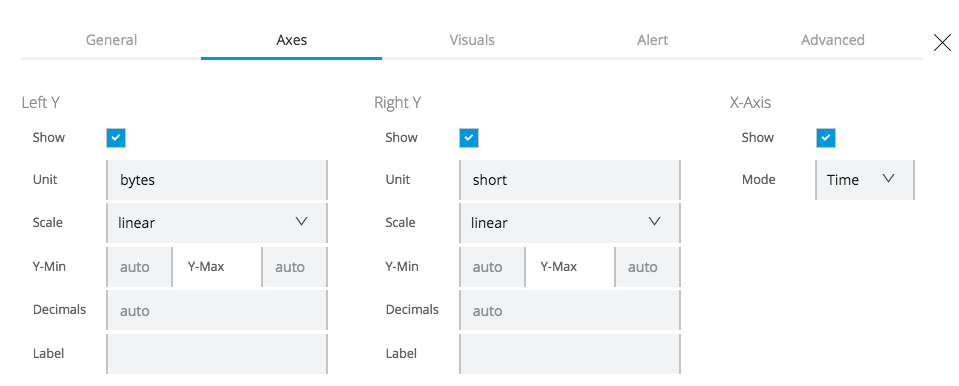 General Axes Visuals Alert Advanced
Left Y Right Y X-Axis
Show Show Show
Unit bytes Unit short Mode Time
Scale linear Scale linear
Y-Min auto Y-Max auto Y-Min auto Y-Max auto
Decimals auto Decimals auto
Label Label